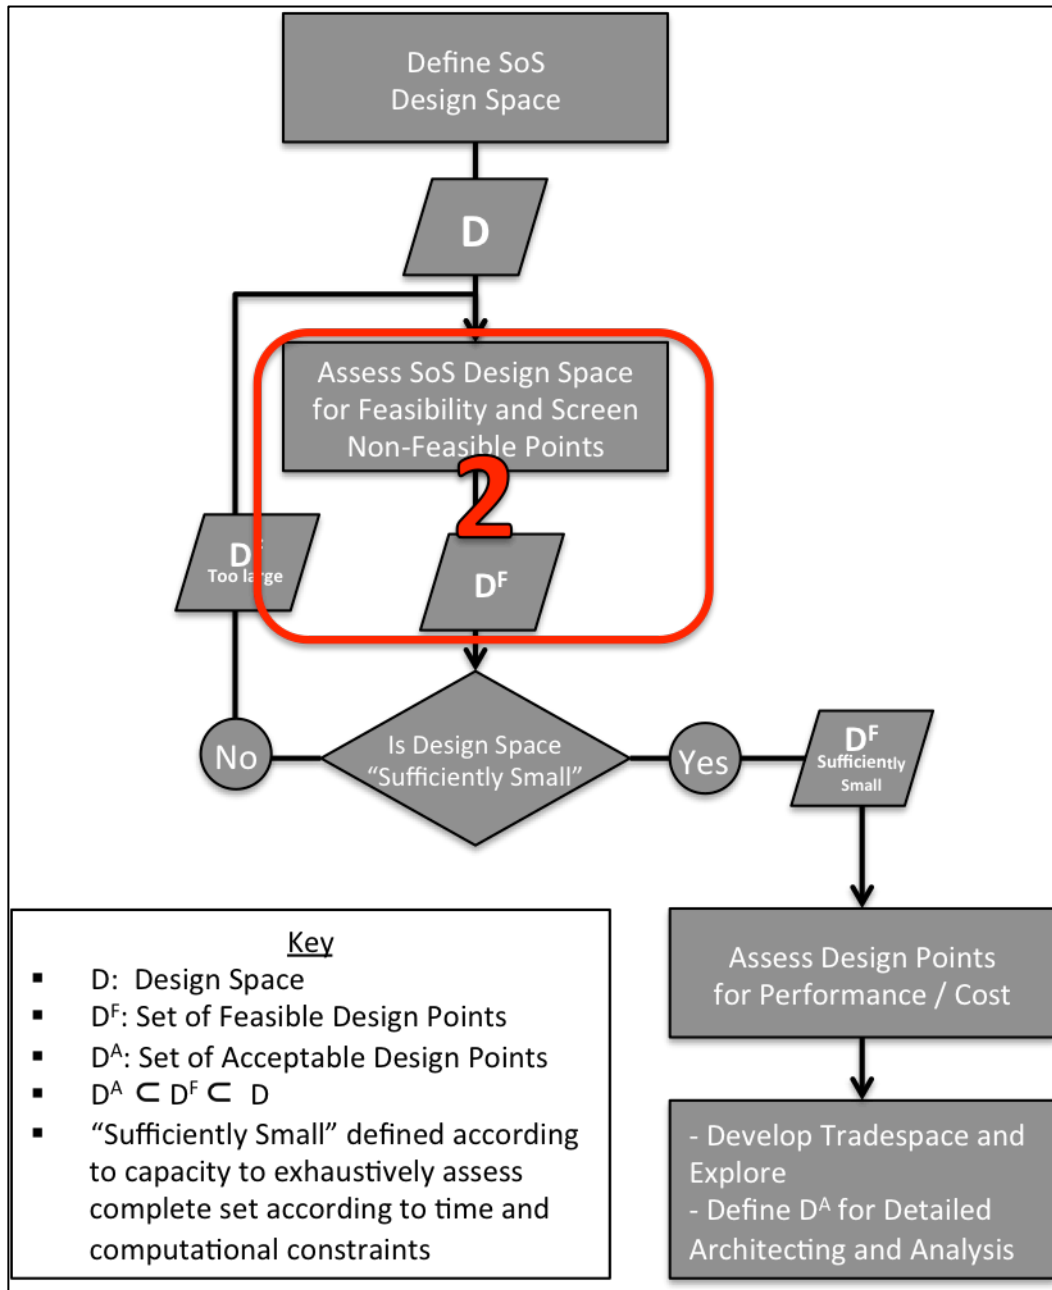 Define SoS
Design Space
D
Assess SoS Design Space
for Feasibility and Screen
Non-Feasible Points
2
Dᶠ
Too large
Dᶠ
No
Is Design Space
“Sufficiently Small”
Yes
Dᶠ
Sufficiently
Small
Key
▪ D: Design Space
▪ Dᶠ: Set of Feasible Design Points
▪ Dᴬ: Set of Acceptable Design Points
▪ Dᴬ ⊂ Dᶠ ⊂ D
▪ “Sufficiently Small” defined according
to capacity to exhaustively assess
complete set according to time and
computational constraints
Assess Design Points
for Performance / Cost
- Develop Tradespace and
Explore
- Define Dᴬ for Detailed
Architecting and Analysis